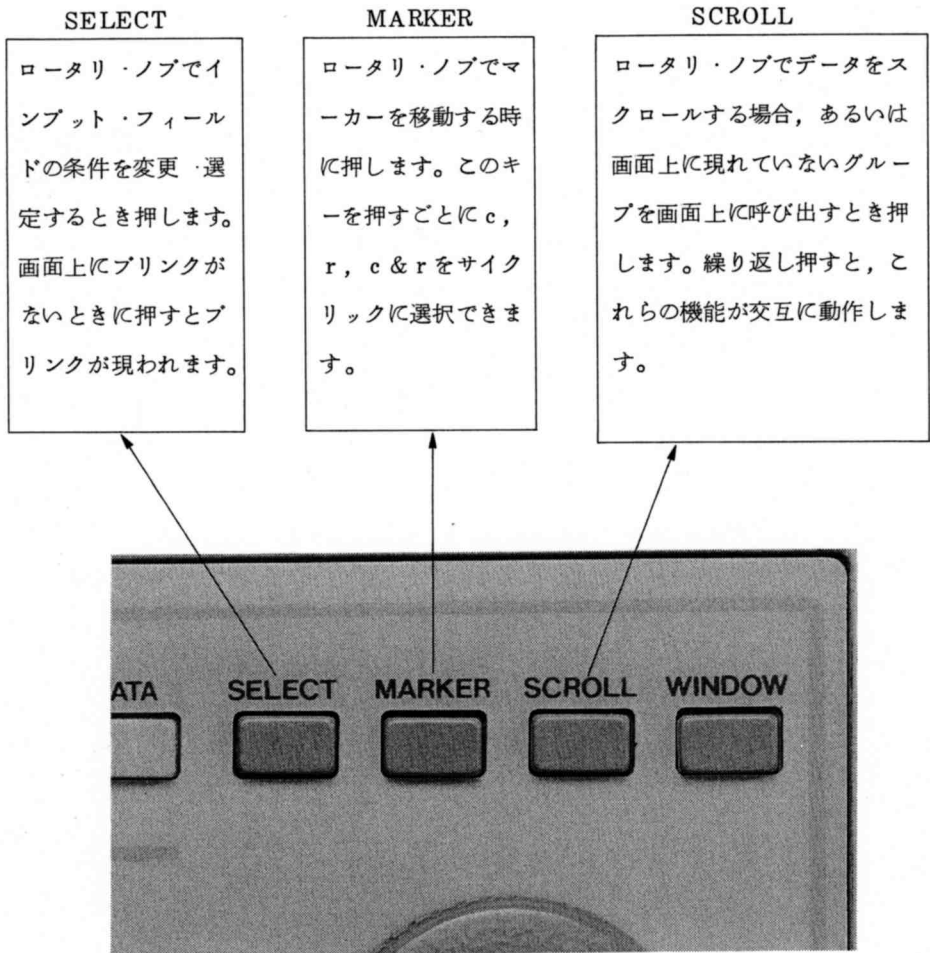 SELECT
ロータリ・ノブでイ
ンプット・フィール
ドの条件を変更・選
定するとき押します。
画面上にブリンクが
ないときに押すとブ
リンクが現われます。
MARKER
ロータリ・ノブでマ
ーカーを移動する時
に押します。このキ
ーを押すごとにc,
r, c&rをサイク
リックに選択できま
す。
SCROLL
ロータリ・ノブでデータをス
クロールする場合,あるいは
画面上に現れていないグルー
プを画面上に呼び出すとき押
します。繰り返し押すと,こ
れらの機能が交互に動作しま
す。
ATA SELECT MARKER SCROLL WINDOW